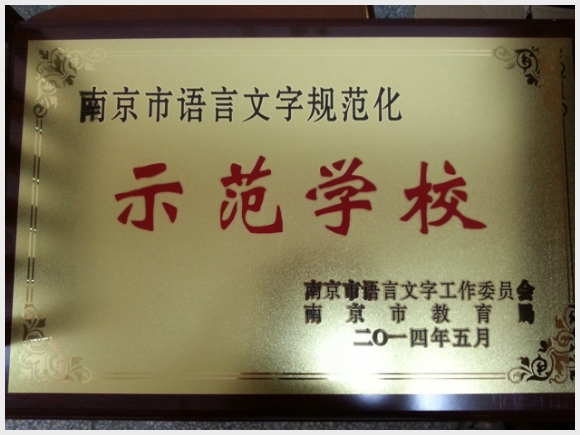 南京市语言文字规范化
示范学校
南京市语言文字工作委员会
南京市教育局
二〇一四年五月